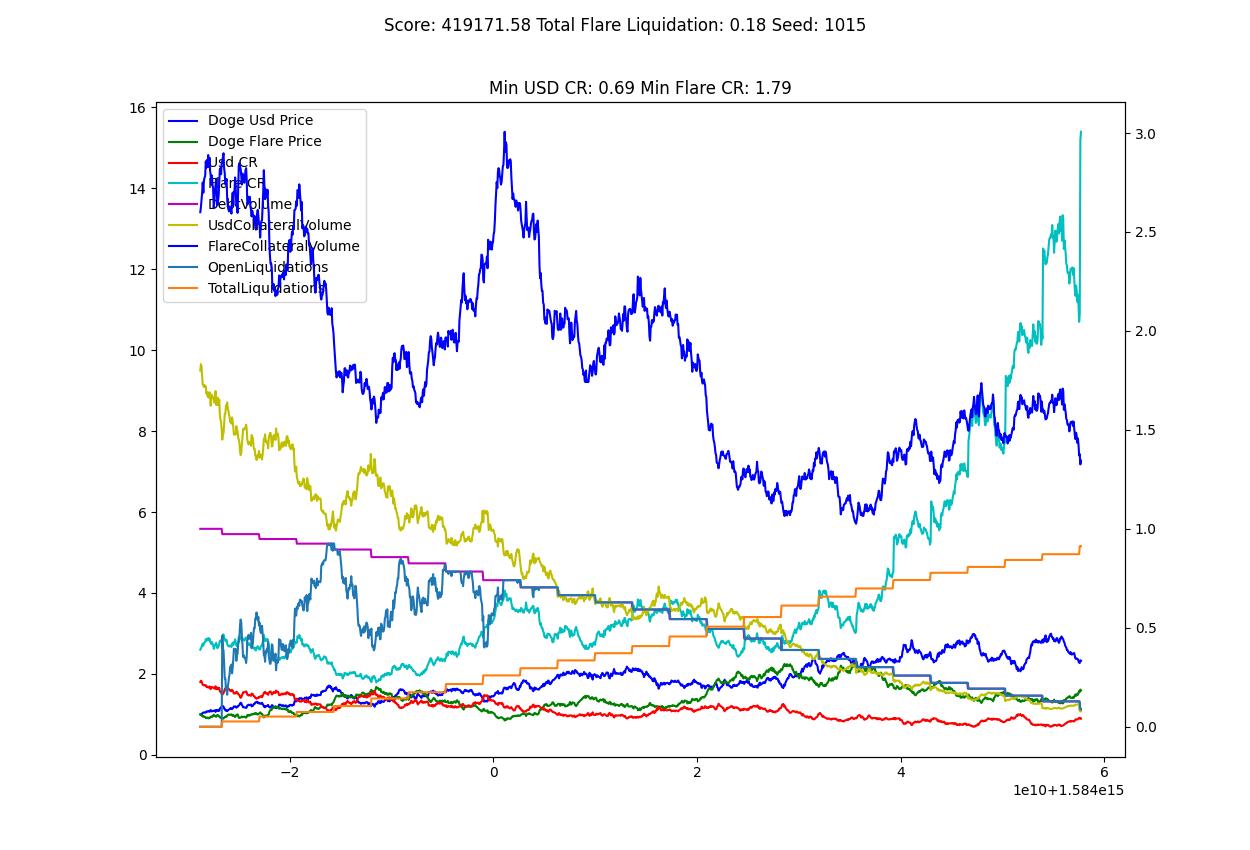 Score: 419171.58 Total Flare Liquidation: 0.18 Seed: 1015
Min USD CR: 0.69 Min Flare CR: 1.79
Doge Usd Price
Doge Flare Price
Usd CR
Flare CR
DebtVolume
UsdCollateralVolume
FlareCollateralVolume
OpenLiquidations
TotalLiquidations
16
14
12
10
8
6
4
2
0
3.0
2.5
2.0
1.5
1.0
0.5
0.0
−2
0
2
4
6
1e10+1.584e15